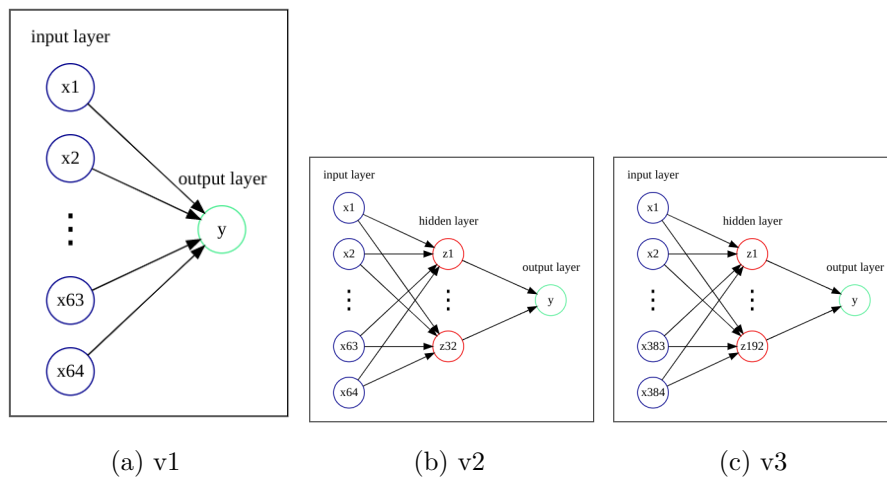 input layer
x1
x2
output layer
y
x63
x64
(a) v1
input layer
x1
hidden layer
x2
z1
output layer
y
x63
z32
x64
(b) v2
input layer
x1
hidden layer
x2
z1
output layer
y
x383
z192
x384
(c) v3